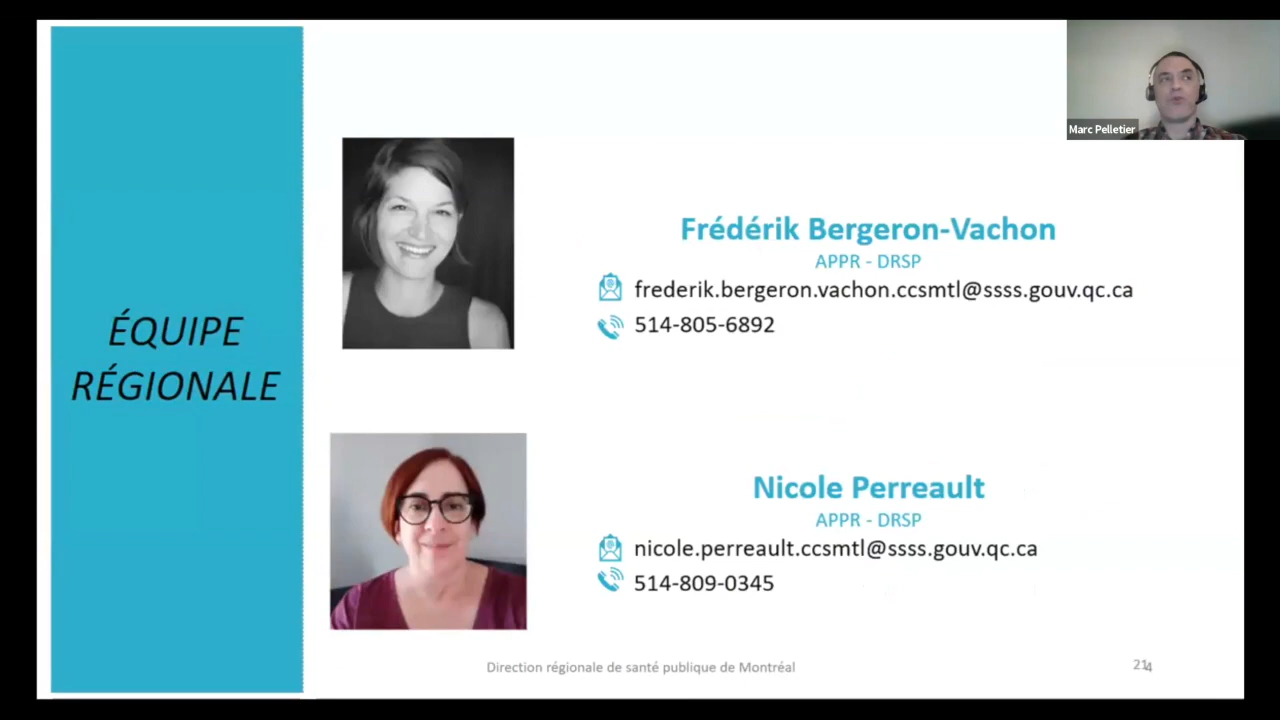 Marc Pelletier
ÉQUIPE
RÉGIONALE
Frédérik Bergeron-Vachon
APPR - DRSP
frederik.bergeron.vachon.ccsmtl@ssss.gouv.qc.ca
514-805-6892
Nicole Perreault
APPR - DRSP
nicole.perreault.ccsmtl@ssss.gouv.qc.ca
514-809-0345
Direction régionale de santé publique de Montréal